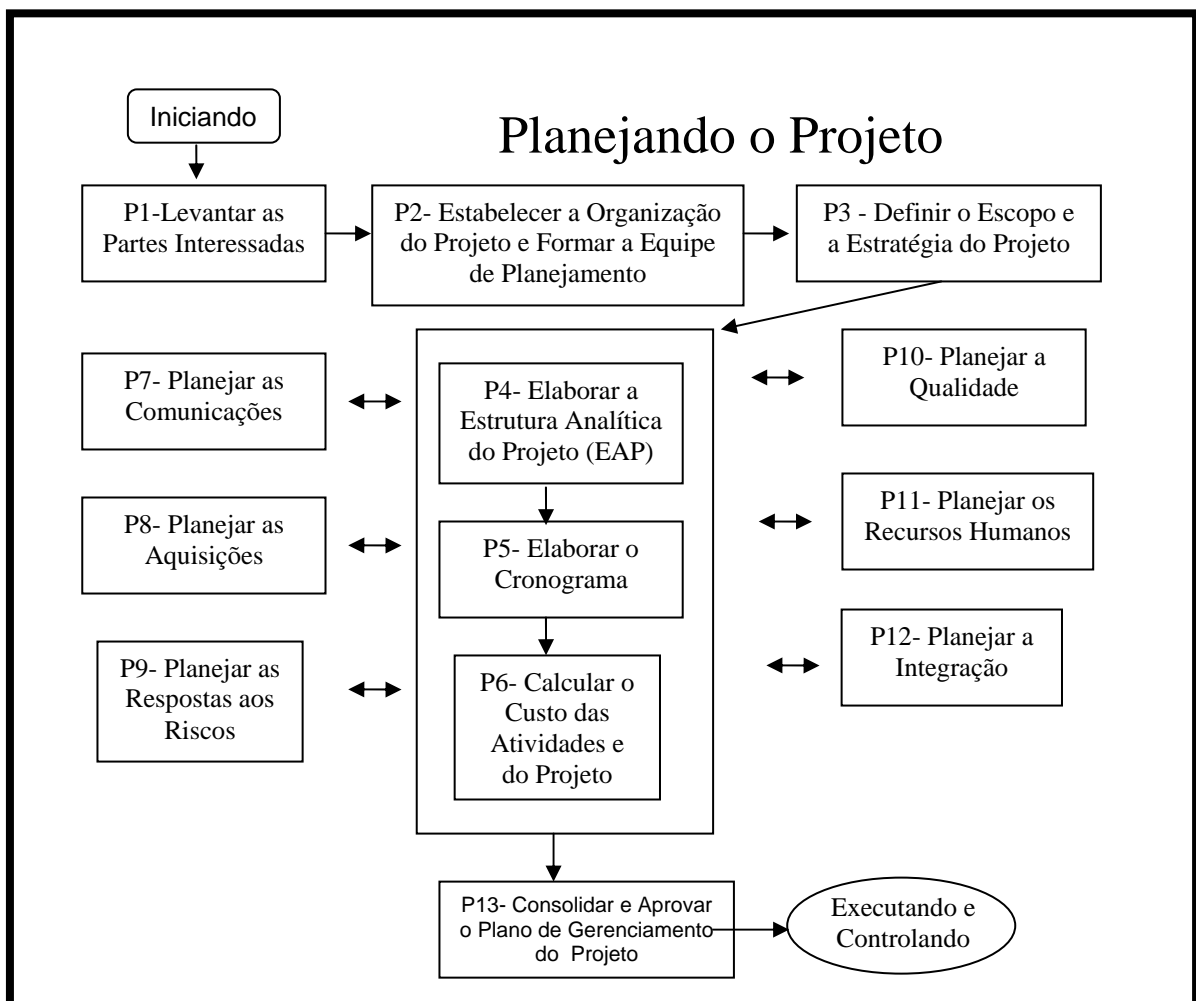 Iniciando
Planejando o Projeto
P1-Levantar as
Partes Interessadas
P2- Estabelecer a Organização
do Projeto e Formar a Equipe
de Planejamento
P3 - Definir o Escopo e
a Estratégia do Projeto
P7- Planejar as
Comunicações
P4- Elaborar a
Estrutura Analítica
do Projeto (EAP)
P10- Planejar a
Qualidade
P8- Planejar as
Aquisições
P5- Elaborar o
Cronograma
P11- Planejar os
Recursos Humanos
P9- Planejar as
Respostas aos
Riscos
P6- Calcular o
Custo das
Atividades e
do Projeto
P12- Planejar a
Integração
P13- Consolidar e Aprovar
o Plano de Gerenciamento
do Projeto
Executando e
Controlando